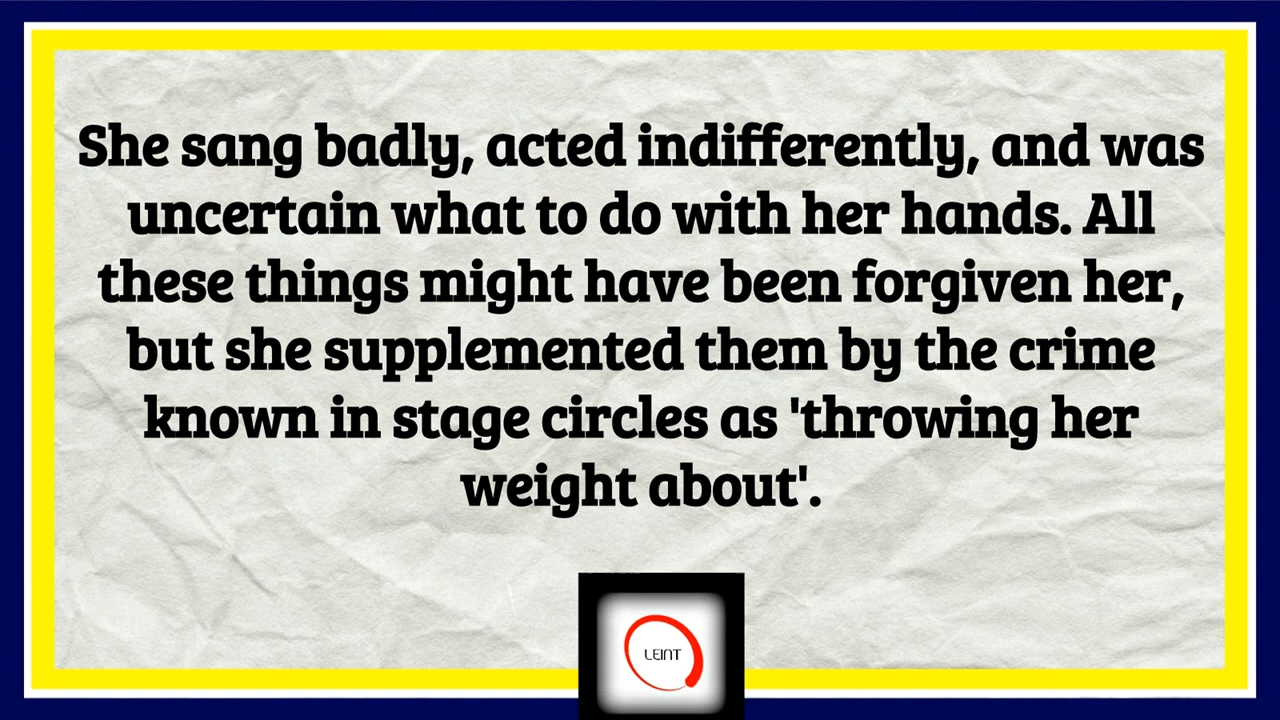 She sang badly, acted indifferently, and was
uncertain what to do with her hands. All
these things might have been forgiven her,
but she supplemented them by the crime
known in stage circles as 'throwing her
weight about'.
LEINT